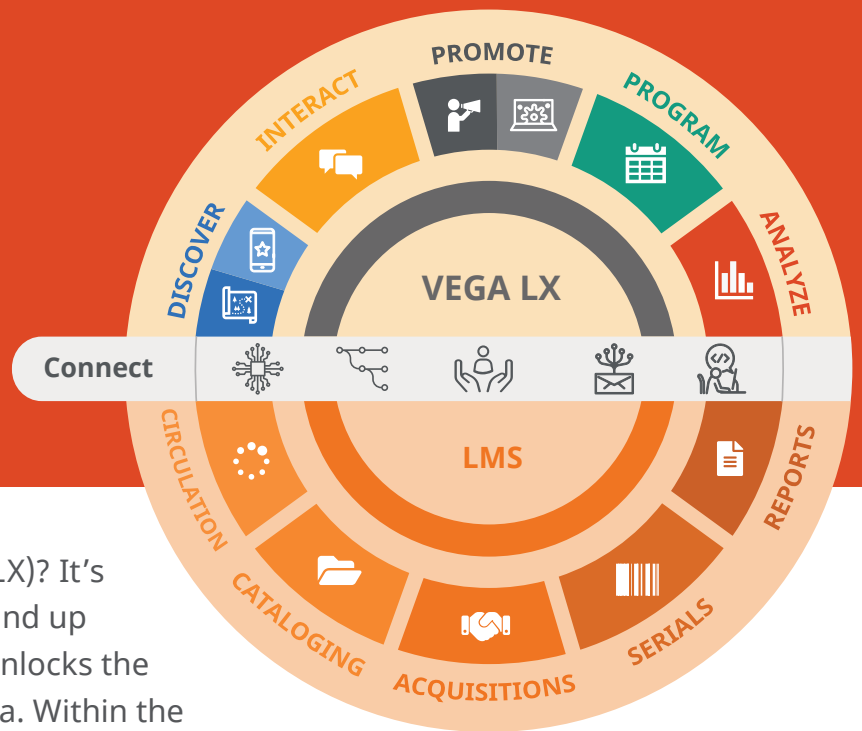 PROMOTE
INTERACT
PROGRAM
DISCOVER
ANALYZE
VEGA LX
Connect
LMS
CIRCULATION
REPORTS
CATALOGING
SERIALS
ACQUISITIONS
LX)? It’s
nd up
nlocks the
a. Within the